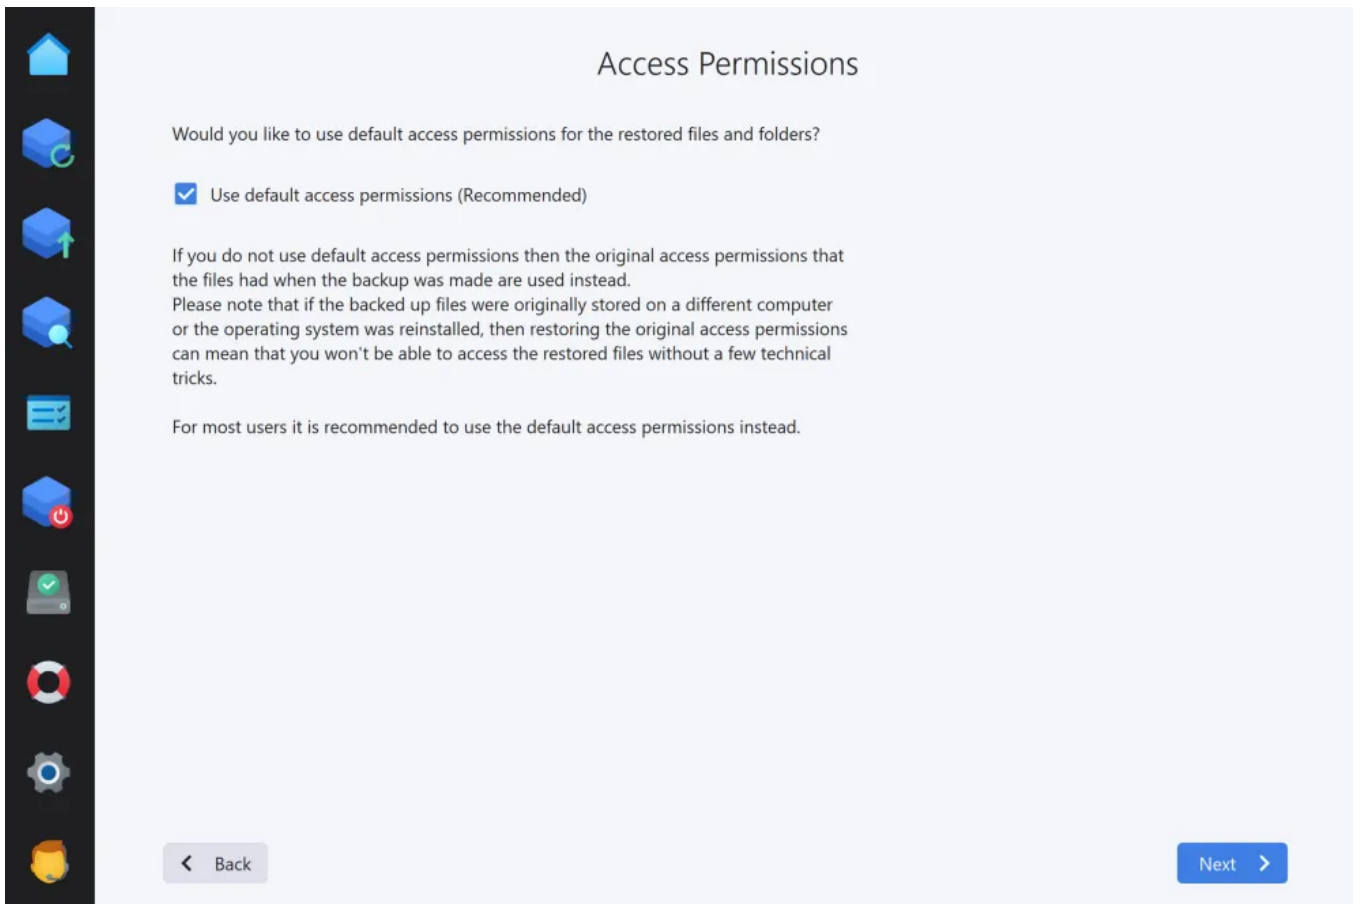 Access Permissions
Would you like to use default access permissions for the restored files and folders?
Use default access permissions (Recommended)
If you do not use default access permissions then the original access permissions that
the files had when the backup was made are used instead.
Please note that if the backed up files were originally stored on a different computer
or the operating system was reinstalled, then restoring the original access permissions
can mean that you won't be able to access the restored files without a few technical
tricks.
For most users it is recommended to use the default access permissions instead.
Back
Next